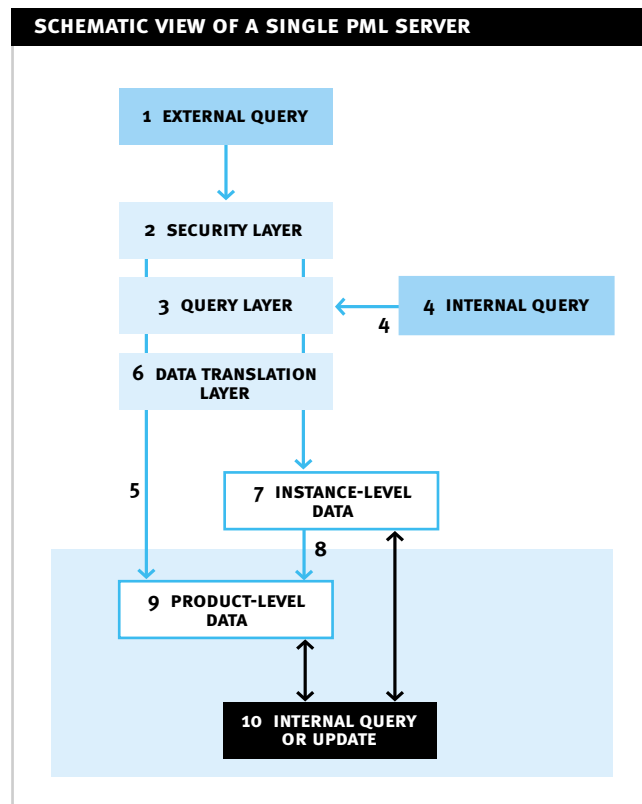 SCHEMATIC VIEW OF A SINGLE PML SERVER
1 EXTERNAL QUERY
2 SECURITY LAYER
3 QUERY LAYER
4 INTERNAL QUERY
4
6 DATA TRANSLATION
LAYER
5
7 INSTANCE-LEVEL
DATA
8
9 PRODUCT-LEVEL
DATA
10 INTERNAL QUERY
OR UPDATE